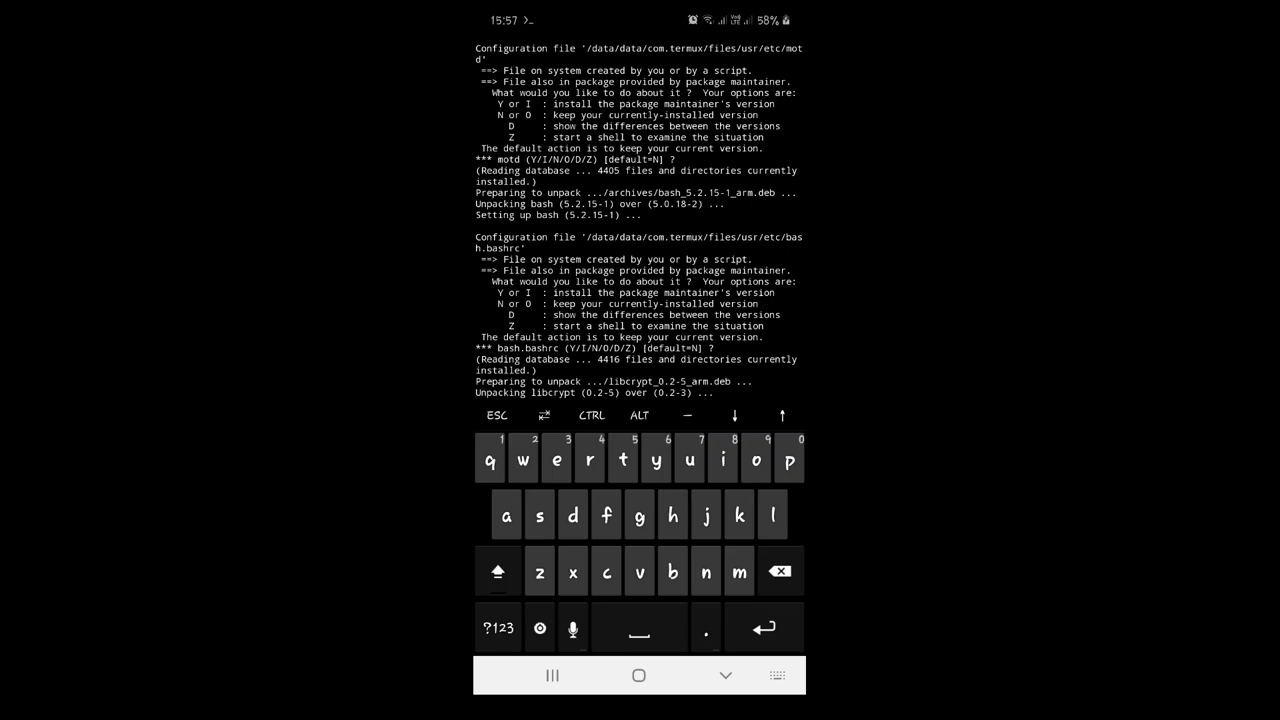 15:57 >_ 58%
Configuration file '/data/data/com.termux/files/usr/etc/mot
d'
==> File on system created by you or by a script.
==> File also in package provided by package maintainer.
What would you like to do about it ? Your options are:
Y or I : install the package maintainer's version
N or O : keep your currently-installed version
D : show the differences between the versions
Z : start a shell to examine the situation
The default action is to keep your current version.
*** motd (Y/I/N/O/D/Z) [default=N] ?
(Reading database ... 4405 files and directories currently
installed.)
Preparing to unpack .../archives/bash_5.2.15-1_arm.deb ...
Unpacking bash (5.2.15-1) over (5.0.18-2) ...
Setting up bash (5.2.15-1) ...
Configuration file '/data/data/com.termux/files/usr/etc/bas
h.bashrc'
==> File on system created by you or by a script.
==> File also in package provided by package maintainer.
What would you like to do about it ? Your options are:
Y or I : install the package maintainer's version
N or O : keep your currently-installed version
D : show the differences between the versions
Z : start a shell to examine the situation
The default action is to keep your current version.
*** bash.bashrc (Y/I/N/O/D/Z) [default=N] ?
(Reading database ... 4416 files and directories currently
installed.)
Preparing to unpack .../libcrypt_0.2-5_arm.deb ...
Unpacking libcrypt (0.2-5) over (0.2-3) ...
ESC ⇄ CTRL ALT — ↓ ↑
1 2 3 4 5 6 7 8 9 0
q w e r t y u i o p
a s d f g h j k l
z x c v b n m
?123 .